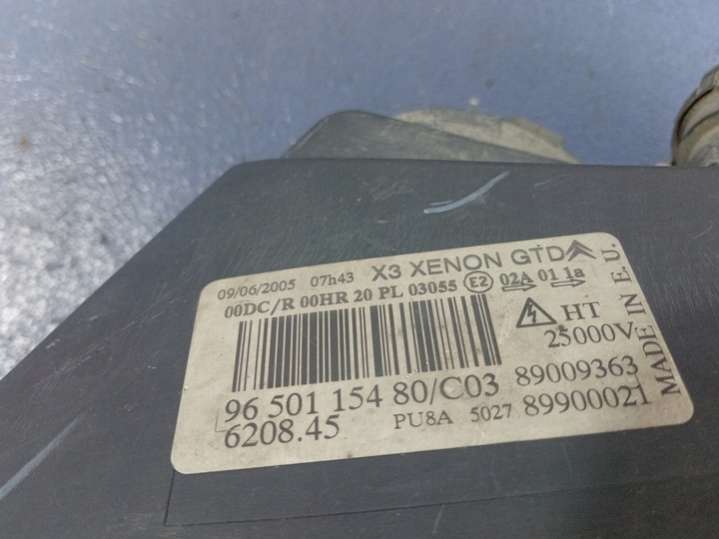 09/06/2005 07h43 X3 XENON GTD
00DC/R 00HR 20 PL 03055 E2 02A 01 1a
HT
25000V
96 501 154 80/C03 89009363
6208.45 PU8A 5027 89900021
MADE IN E.U.